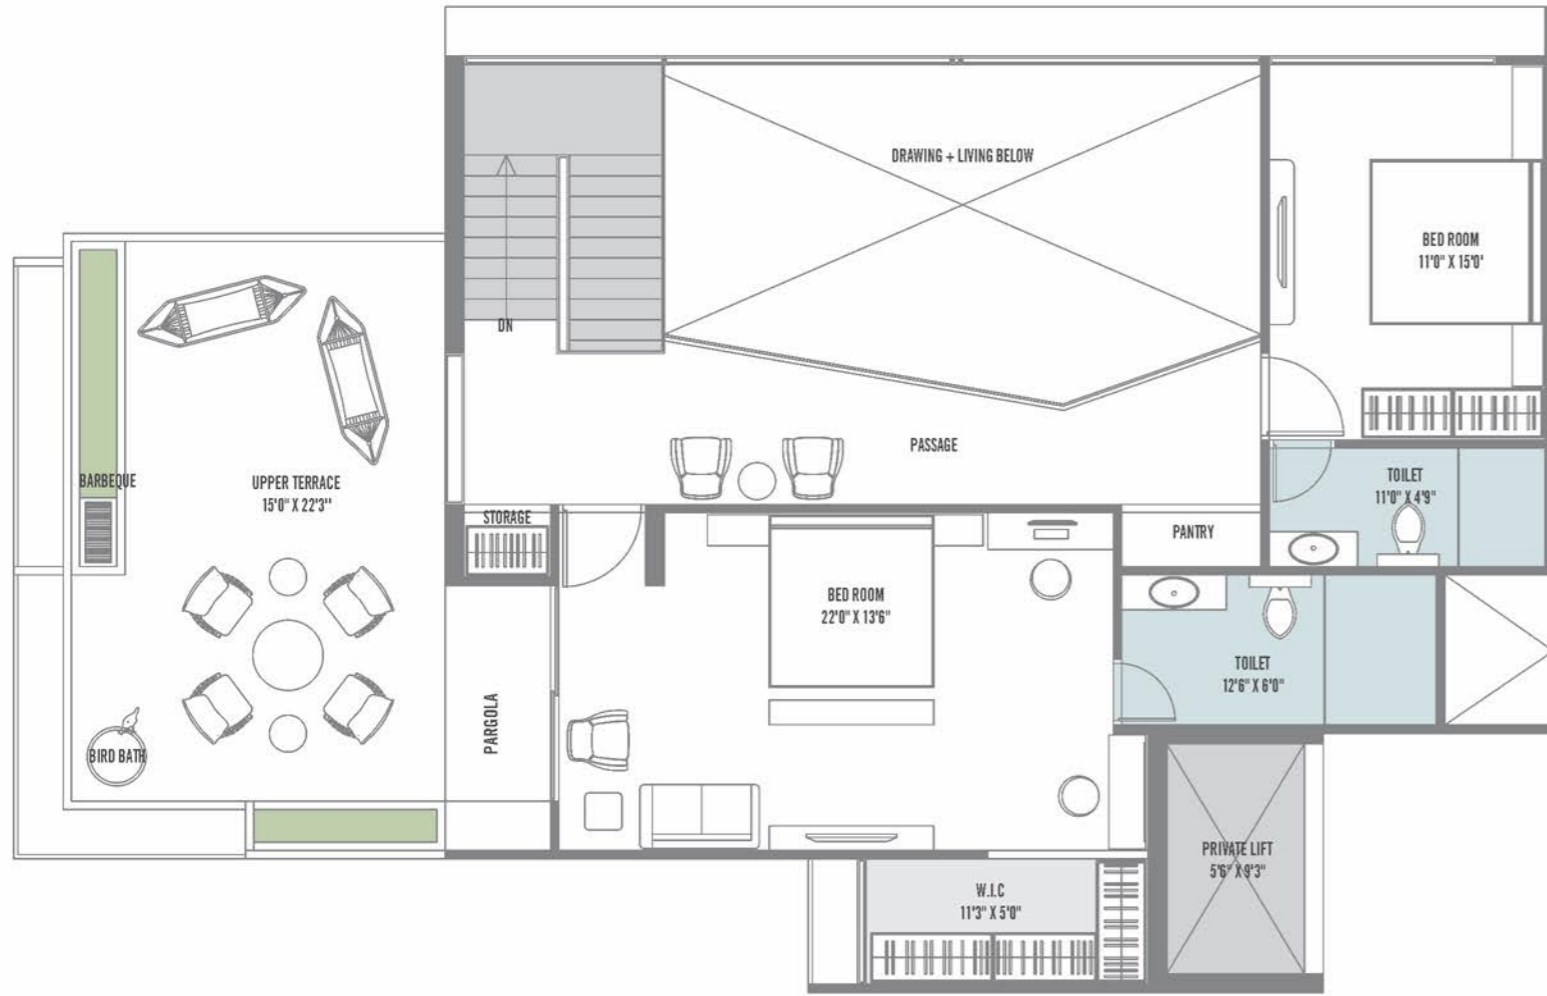 DRAWING + LIVING BELOW
BED ROOM
11'0" X 15'0'
DN
PASSAGE
BARBEQUE
UPPER TERRACE
15'0" X 22'3"
TOILET
11'0" X 4'9"
STORAGE
PANTRY
BED ROOM
22'0" X 13'6"
TOILET
12'6" X 6'0"
PARGOLA
BIRD BATH
PRIVATE LIFT
5'6" X 9'3"
W.I.C
11'3" X 5'0"